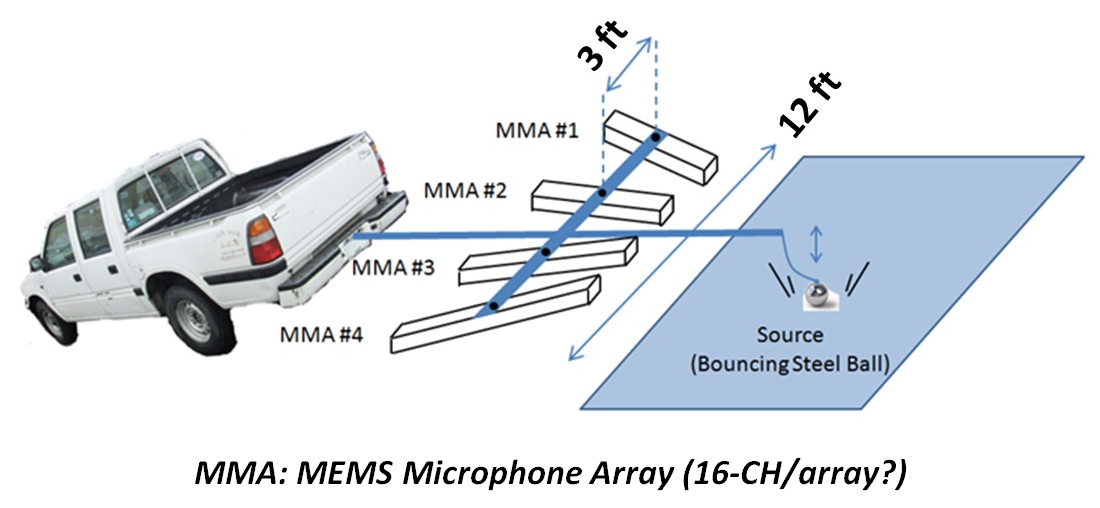 3 ft
12 ft
MMA #1
MMA #2
MMA #3
MMA #4
Source
(Bouncing Steel Ball)
MMA: MEMS Microphone Array (16-CH/array?)